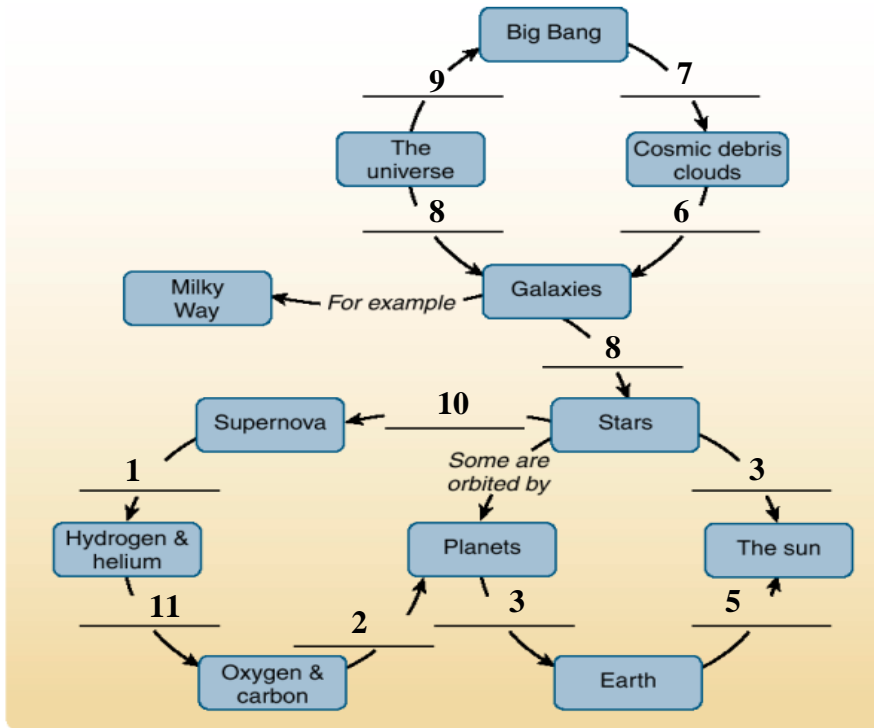 Big Bang
9
7
The
universe
Cosmic debris
clouds
8
6
Milky
Way
For example
Galaxies
8
Supernova
10
Stars
Some are
orbited by
1
3
Hydrogen &
helium
Planets
The sun
11
2
3
5
Oxygen &
carbon
Earth